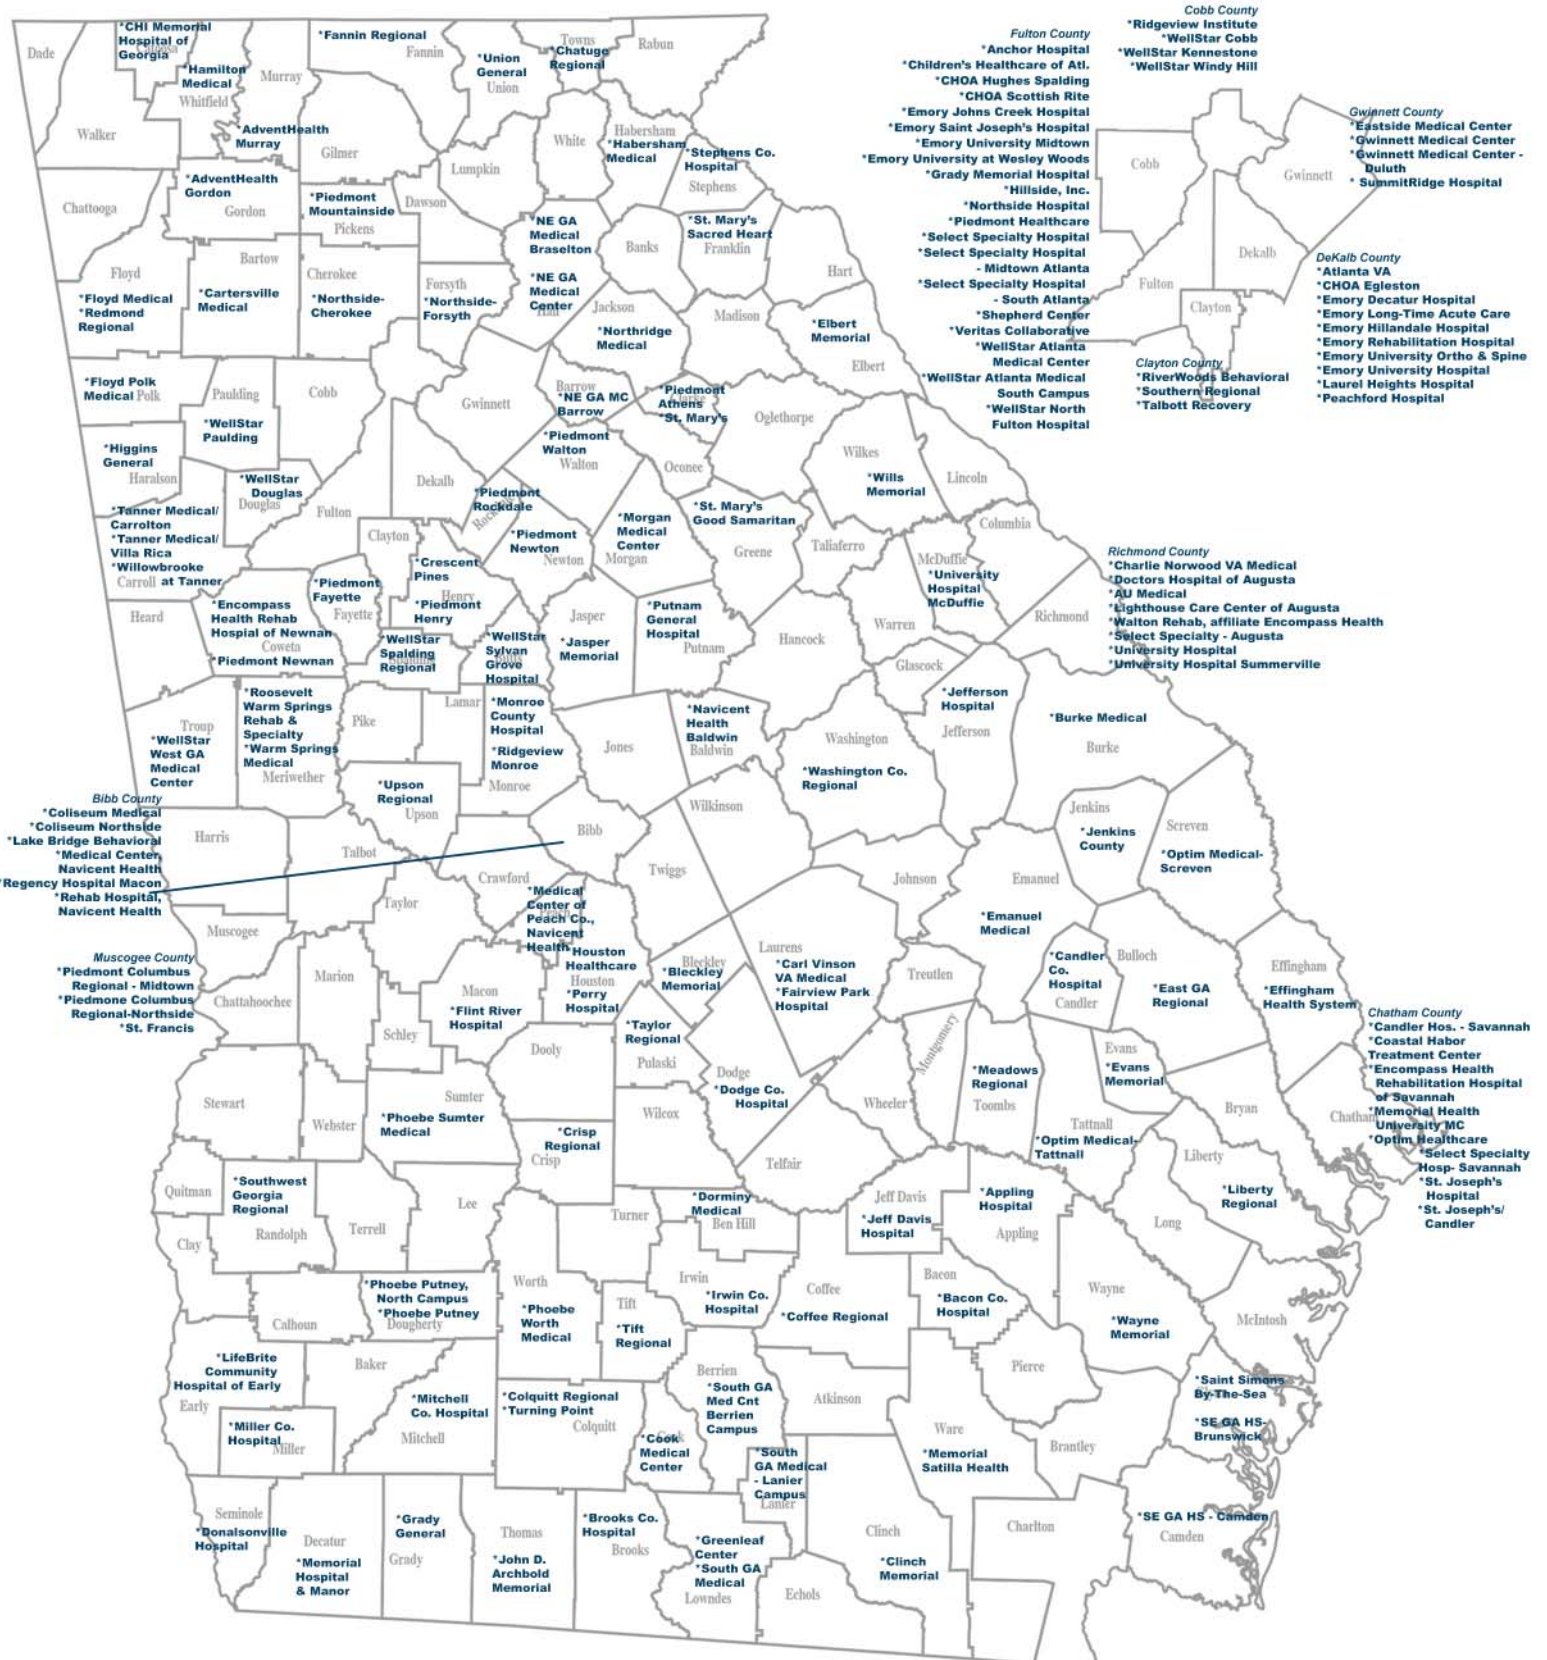 Cobb County
*Ridgeview Institute
*WellStar Cobb
*WellStar Kennestone
*WellStar Windy Hill
Fulton County
*Anchor Hospital
*Children's Healthcare of Atl.
*CHOA Hughes Spalding
*CHOA Scottish Rite
*Emory Johns Creek Hospital
*Emory Saint Joseph's Hospital
*Emory University Midtown
*Emory University at Wesley Woods
*Grady Memorial Hospital
*Hillside, Inc.
*Northside Hospital
*Piedmont Healthcare
*Select Specialty Hospital
*Select Specialty Hospital
- Midtown Atlanta
*Select Specialty Hospital
- South Atlanta
*Shepherd Center
*Veritas Collaborative
*WellStar Atlanta
Medical Center
*WellStar Atlanta Medical
South Campus
*WellStar North
Fulton Hospital
Gwinnett County
*Eastside Medical Center
*Gwinnett Medical Center
*Gwinnett Medical Center -
Duluth
* SummitRidge Hospital
DeKalb County
*Atlanta VA
*CHOA Egleston
*Emory Decatur Hospital
*Emory Long-Time Acute Care
*Emory Hillandale Hospital
*Emory Rehabilitation Hospital
*Emory University Ortho & Spine
*Emory University Hospital
*Laurel Heights Hospital
*Peachford Hospital
Clayton County
*RiverWoods Behavioral
*Southern Regional
*Talbott Recovery
Cobb
Gwinnett
Dekalb
Fulton
Clayton
Dade
*CHI Memorial
Hospital of
Georgia
*Hamilton
Medical
Whitfield
Murray
*AdventHealth
Murray
*Fannin Regional
Fannin
*Union
General
Union
Towns
*Chatuge
Regional
Rabun
Walker
Gilmer
Lumpkin
White
Habersham
*Habersham
Medical
*Stephens Co.
Hospital
Stephens
Chattooga
*AdventHealth
Gordon
Gordon
*Piedmont
Mountainside
Pickens
Dawson
*NE GA
Medical
Braselton
*NE GA
Medical
Center
Hall
Banks
*St. Mary's
Sacred Heart
Franklin
Hart
Floyd
*Floyd Medical
*Redmond
Regional
Bartow
*Cartersville
Medical
Cherokee
*Northside-
Cherokee
Forsyth
*Northside-
Forsyth
Jackson
*Northridge
Medical
Madison
*Elbert
Memorial
Elbert
*Floyd Polk
Medical
Polk
Paulding
*WellStar
Paulding
Cobb
Gwinnett
Barrow
*NE GA MC
Barrow
*Piedmont
Athens
Clarke
*St. Mary's
Oglethorpe
*Higgins
General
Haralson
*WellStar
Douglas
Douglas
Fulton
Dekalb
*Piedmont
Walton
Walton
Oconee
Wilkes
*Wills
Memorial
Lincoln
*Piedmont
Rockdale
*Piedmont
Newton
Newton
*Morgan
Medical
Center
Morgan
*St. Mary's
Good Samaritan
Greene
Taliaferro
Columbia
McDuffie
*University
Hospital
McDuffie
*Tanner Medical/
Carrolton
*Tanner Medical/
Villa Rica
*Willowbrooke
at Tanner
Carroll
Clayton
*Crescent
Pines
Henry
*Piedmont
Henry
*Piedmont
Fayette
Fayette
Richmond
Richmond County
*Charlie Norwood VA Medical
*Doctors Hospital of Augusta
*AU Medical
*Lighthouse Care Center of Augusta
*Walton Rehab, affiliate Encompass Health
*Select Specialty - Augusta
*University Hospital
*University Hospital Summerville
Heard
*Encompass
Health Rehab
Hospial of Newnan
Coweta
*Piedmont Newnan
*WellStar
Spalding
Regional
*WellStar
Sylvan
Grove
Hospital
Butts
Jasper
*Jasper
Memorial
*Putnam
General
Hospital
Putnam
Hancock
Warren
Glascock
*Jefferson
Hospital
Jefferson
*Burke Medical
Burke
Troup
*WellStar
West GA
Medical
Center
*Roosevelt
Warm Springs
Rehab &
Specialty
*Warm Springs
Medical
Meriwether
Pike
Lamar
*Monroe
County
Hospital
*Ridgeview
Monroe
Monroe
Jones
*Navicent
Health
Baldwin
Baldwin
Washington
*Washington Co.
Regional
*Upson
Regional
Upson
Bibb County
*Coliseum Medical
*Coliseum Northside
*Lake Bridge Behavioral
*Medical Center,
Navicent Health
*Regency Hospital Macon
*Rehab Hospital,
Navicent Health
Harris
Talbot
Bibb
Wilkinson
Twiggs
Crawford
Taylor
Jenkins
*Jenkins
County
Screven
*Optim Medical-
Screven
Johnson
Emanuel
*Emanuel
Medical
Muscogee
Muscogee County
*Piedmont Columbus
Regional - Midtown
*Piedmone Columbus
Regional-Northside
*St. Francis
Chattahoochee
Marion
*Medical
Center of
Peach Co.,
Navicent
Health
Peach
*Houston
Healthcare
Houston
*Perry
Hospital
Macon
*Flint River
Hospital
Bleckley
*Bleckley
Memorial
Laurens
*Carl Vinson
VA Medical
*Fairview Park
Hospital
Treutlen
*Candler
Co.
Hospital
Candler
Bulloch
*East GA
Regional
Effingham
*Effingham
Health System
Schley
Dooly
*Taylor
Regional
Pulaski
Dodge
*Dodge Co.
Hospital
Montgomery
*Meadows
Regional
Toombs
Evans
*Evans
Memorial
Chatham County
*Candler Hos. - Savannah
*Coastal Habor
Treatment Center
*Encompass Health
Rehabilitation Hospital
of Savannah
*Memorial Health
University MC
*Optim Healthcare
*Select Specialty
Hosp- Savannah
*St. Joseph's
Hospital
*St. Joseph's/
Candler
Chatham
Stewart
Webster
Sumter
*Phoebe Sumter
Medical
*Crisp
Regional
Crisp
Wilcox
Wheeler
Telfair
Tattnall
*Optim Medical-
Tattnall
Bryan
Liberty
*Liberty
Regional
Long
Quitman
*Southwest
Georgia
Regional
Randolph
Terrell
Lee
Turner
*Dorminy
Medical
Ben Hill
Jeff Davis
*Jeff Davis
Hospital
*Appling
Hospital
Appling
Clay
Calhoun
*Phoebe Putney,
North Campus
*Phoebe Putney
Dougherty
Worth
*Phoebe
Worth
Medical
Tift
*Tift
Regional
Irwin
*Irwin Co.
Hospital
Coffee
*Coffee Regional
Bacon
*Bacon Co.
Hospital
Wayne
*Wayne
Memorial
McIntosh
*LifeBrite
Community
Hospital of Early
Early
Baker
*Mitchell
Co. Hospital
Mitchell
*Colquitt Regional
*Turning Point
Colquitt
Berrien
*South GA
Med Cnt
Berrien
Campus
Atkinson
Pierce
*Saint Simons
By-The-Sea
*SE GA HS-
Brunswick
*Miller Co.
Hospital
Miller
*Cook
Medical
Center
*South
GA Medical
- Lanier
Campus
Lanier
Ware
*Memorial
Satilla Health
Brantley
Seminole
*Donalsonville
Hospital
Decatur
*Memorial
Hospital
& Manor
*Grady
General
Grady
Thomas
*John D.
Archbold
Memorial
*Brooks Co.
Hospital
Brooks
*Greenleaf
Center
*South GA
Medical
Lowndes
Echols
Clinch
*Clinch
Memorial
Charlton
*SE GA HS - Camden
Camden